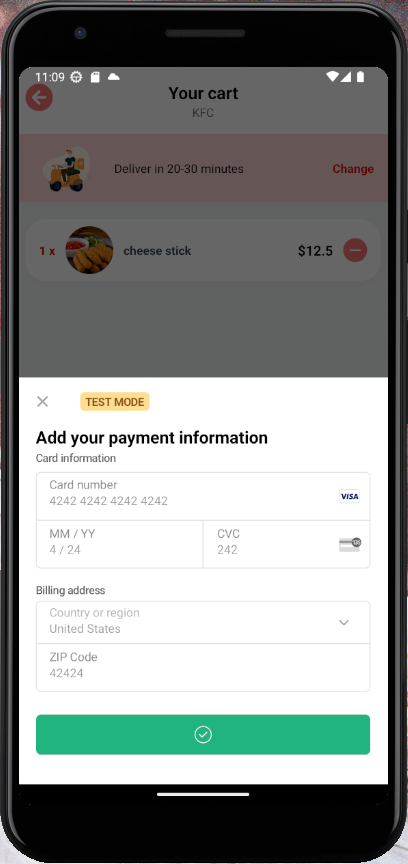 11:09
Your cart
KFC
Deliver in 20-30 minutes
Change
1 x
cheese stick
$12.5
TEST MODE
Add your payment information
Card information
Card number
4242 4242 4242 4242
VISA
MM / YY
CVC
4 / 24
242
Billing address
Country or region
United States
ZIP Code
42424